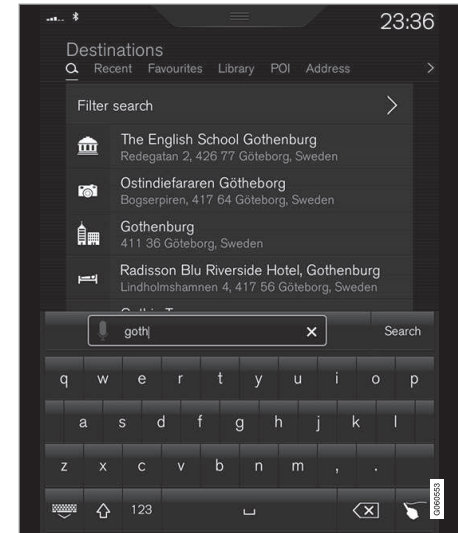 23:36
Destinations
Recent Favourites Library POI Address
Filter search
The English School Gothenburg
Redegatan 2, 426 77 Göteborg, Sweden
Ostindiefararen Götheborg
Bogserpiren, 417 64 Göteborg, Sweden
Gothenburg
411 36 Göteborg, Sweden
Radisson Blu Riverside Hotel, Gothenburg
Lindholmshamnen 4, 417 56 Göteborg, Sweden
goth
Search
q w e r t y u i o p
a s d f g h j k l
z x c v b n m , .
123
G060553